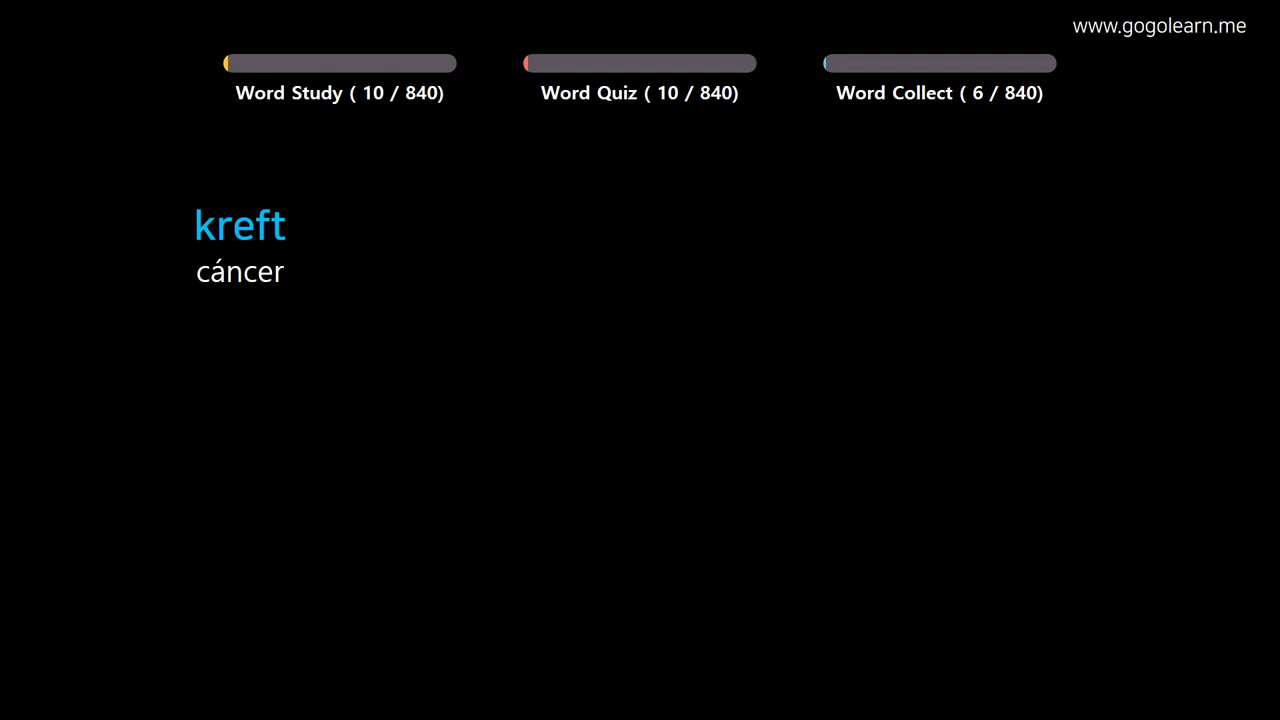 www.gogolearn.me
Word Study ( 10 / 840)
Word Quiz ( 10 / 840)
Word Collect ( 6 / 840)
kreft
cáncer